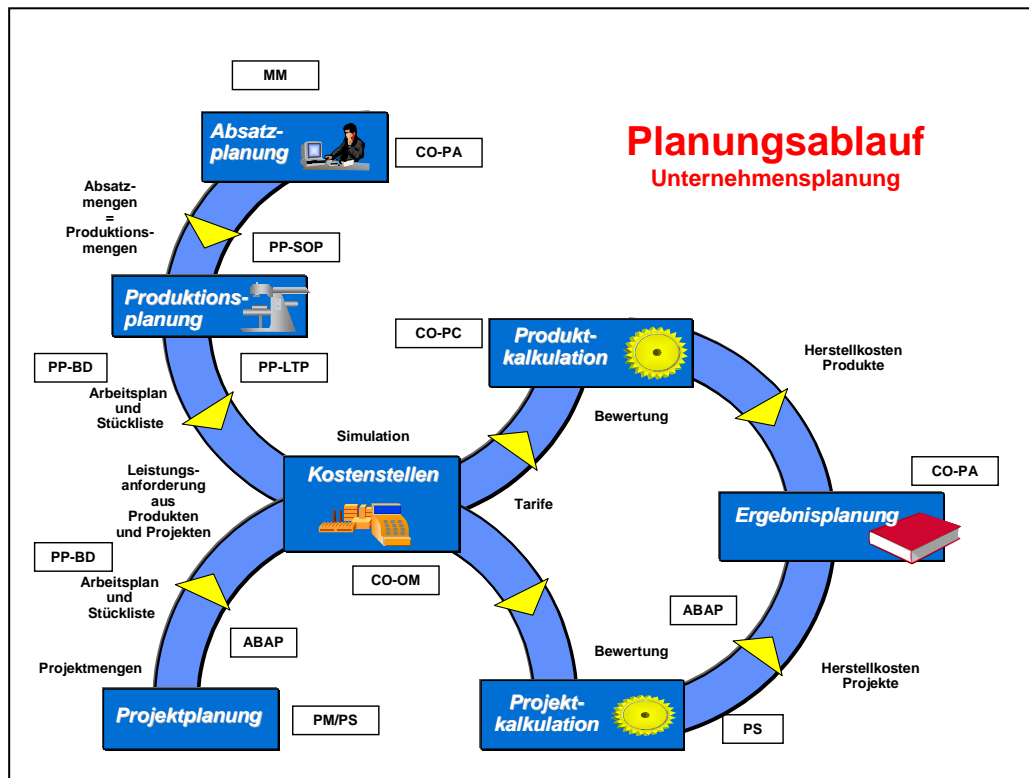 MM
Absatz-
planung
CO-PA
Planungsablauf
Unternehmensplanung
Absatz-
mengen
=
Produktions-
mengen
PP-SOP
Produktions-
planung
PP-BD
PP-LTP
Arbeitsplan
und
Stückliste
CO-PC
Produkt-
kalkulation
Herstellkosten
Produkte
Bewertung
Simulation
Leistungs-
anforderung
aus
Produkten
und Projekten
Kostenstellen
Tarife
CO-PA
Ergebnisplanung
PP-BD
Arbeitsplan
und
Stückliste
CO-OM
ABAP
ABAP
Projektmengen
Bewertung
Herstellkosten
Projekte
Projektplanung
PM/PS
Projekt-
kalkulation
PS